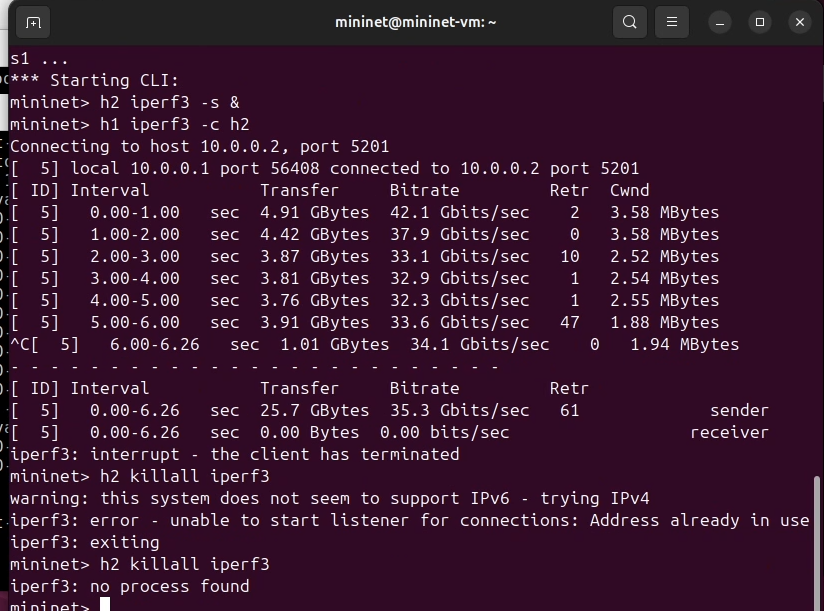 mininet@mininet-vm: ~
s1 ...
*** Starting CLI:
mininet> h2 iperf3 -s &
mininet> h1 iperf3 -c h2
Connecting to host 10.0.0.2, port 5201
[  5] local 10.0.0.1 port 56408 connected to 10.0.0.2 port 5201
[ ID] Interval           Transfer     Bitrate         Retr  Cwnd
[  5]   0.00-1.00   sec  4.91 GBytes  42.1 Gbits/sec    2   3.58 MBytes
[  5]   1.00-2.00   sec  4.42 GBytes  37.9 Gbits/sec    0   3.58 MBytes
[  5]   2.00-3.00   sec  3.87 GBytes  33.1 Gbits/sec   10   2.52 MBytes
[  5]   3.00-4.00   sec  3.81 GBytes  32.9 Gbits/sec    1   2.54 MBytes
[  5]   4.00-5.00   sec  3.76 GBytes  32.3 Gbits/sec    1   2.55 MBytes
[  5]   5.00-6.00   sec  3.91 GBytes  33.6 Gbits/sec   47   1.88 MBytes
^C[  5]   6.00-6.26   sec  1.01 GBytes  34.1 Gbits/sec    0   1.94 MBytes
- - - - - - - - - - - - - - - - - - - - - - - - -
[ ID] Interval           Transfer     Bitrate         Retr
[  5]   0.00-6.26   sec  25.7 GBytes  35.3 Gbits/sec   61             sender
[  5]   0.00-6.26   sec  0.00 Bytes  0.00 bits/sec                  receiver
iperf3: interrupt - the client has terminated
mininet> h2 killall iperf3
warning: this system does not seem to support IPv6 - trying IPv4
iperf3: error - unable to start listener for connections: Address already in use
iperf3: exiting
mininet> h2 killall iperf3
iperf3: no process found
mininet>